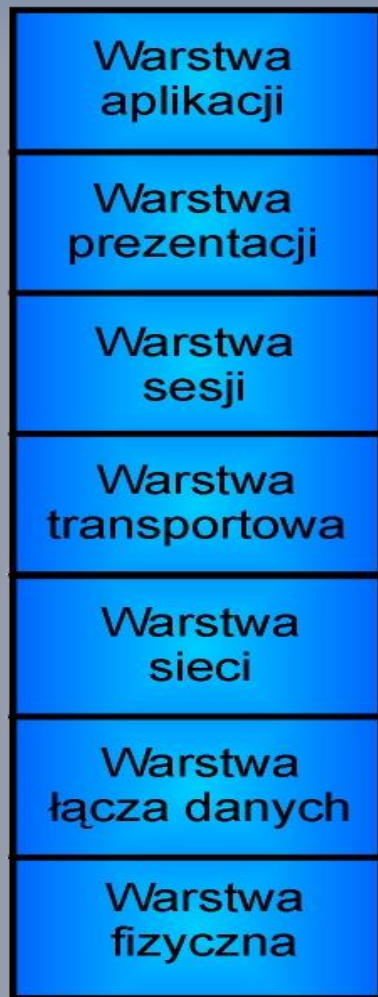 Warstwa
aplikacji
Warstwa
prezentacji
Warstwa
sesji
Warstwa
transportowa
Warstwa
sieci
Warstwa
łącza danych
Warstwa
fizyczna